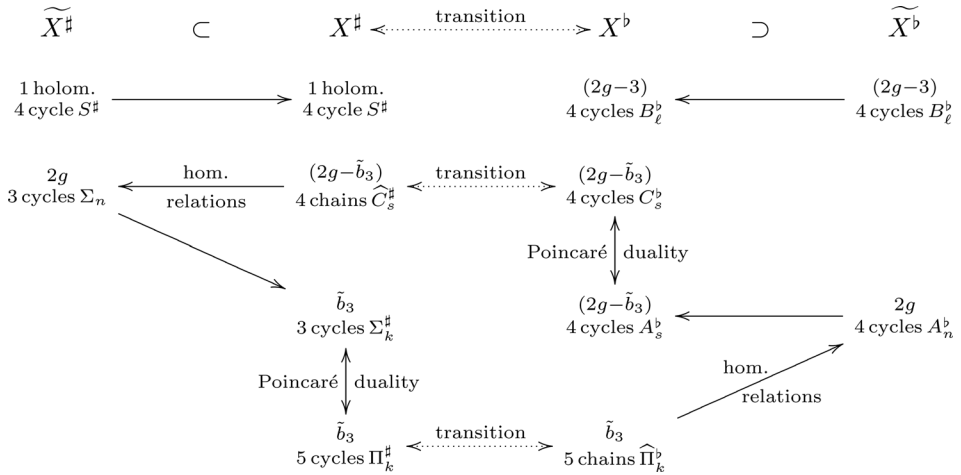 X̃♯ ⊂ X♯ transition X♭ ⊃ X̃♭
1 holom. 1 holom. (2g−3) (2g−3)
4 cycle S♯ 4 cycle S♯ 4 cycles B♭ℓ 4 cycles B♭ℓ
2g hom. (2g−b̃₃) transition (2g−b̃₃)
3 cycles Σₙ relations 4 chains Ĉ♯ₛ 4 cycles C♭ₛ
Poincaré duality
b̃₃ (2g−b̃₃) 2g
3 cycles Σ♯ₖ 4 cycles A♭ₛ 4 cycles A♭ₙ
Poincaré duality hom.
relations
b̃₃ transition b̃₃
5 cycles Π♯ₖ 5 chains Π̂♭ₖ